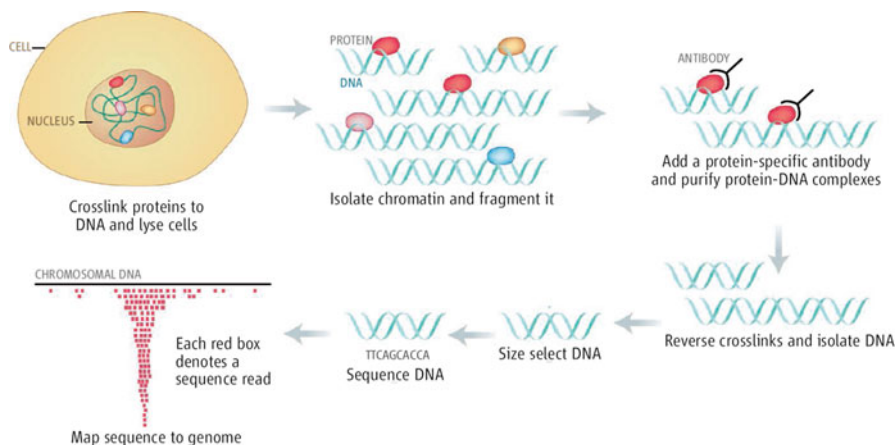 CELL
NUCLEUS
Crosslink proteins to
DNA and lyse cells
PROTEIN
DNA
Isolate chromatin and fragment it
ANTIBODY
Add a protein-specific antibody
and purify protein-DNA complexes
Reverse crosslinks and isolate DNA
Size select DNA
TTCAGCACCA
Sequence DNA
CHROMOSOMAL DNA
Each red box
denotes a
sequence read
Map sequence to genome